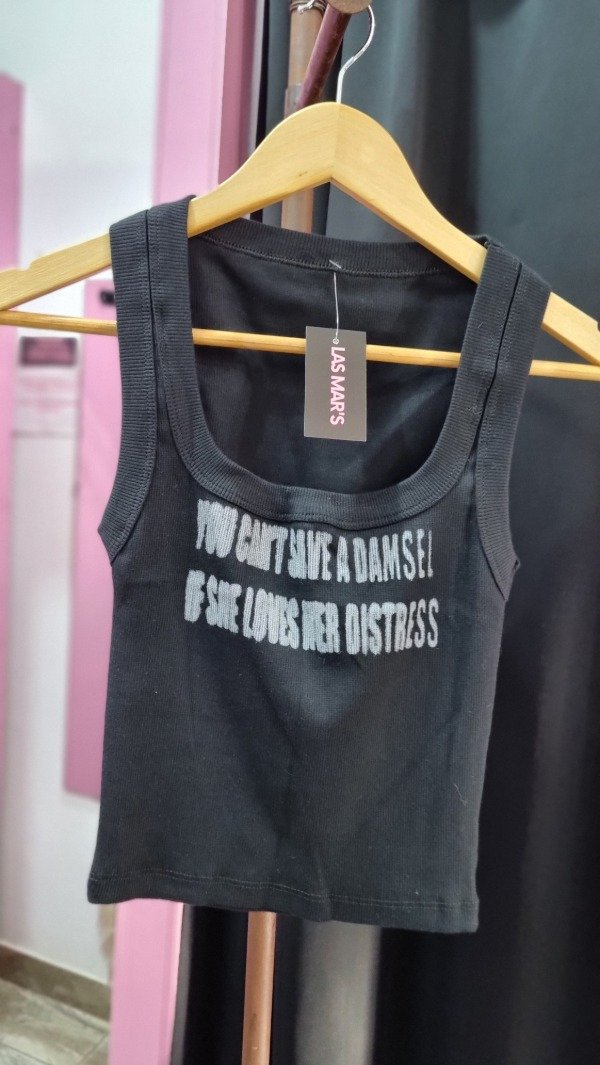 LAS MAR'S
YOU CAN'T SAVE A DAMSEL
IF SHE LOVES HER DISTRESS